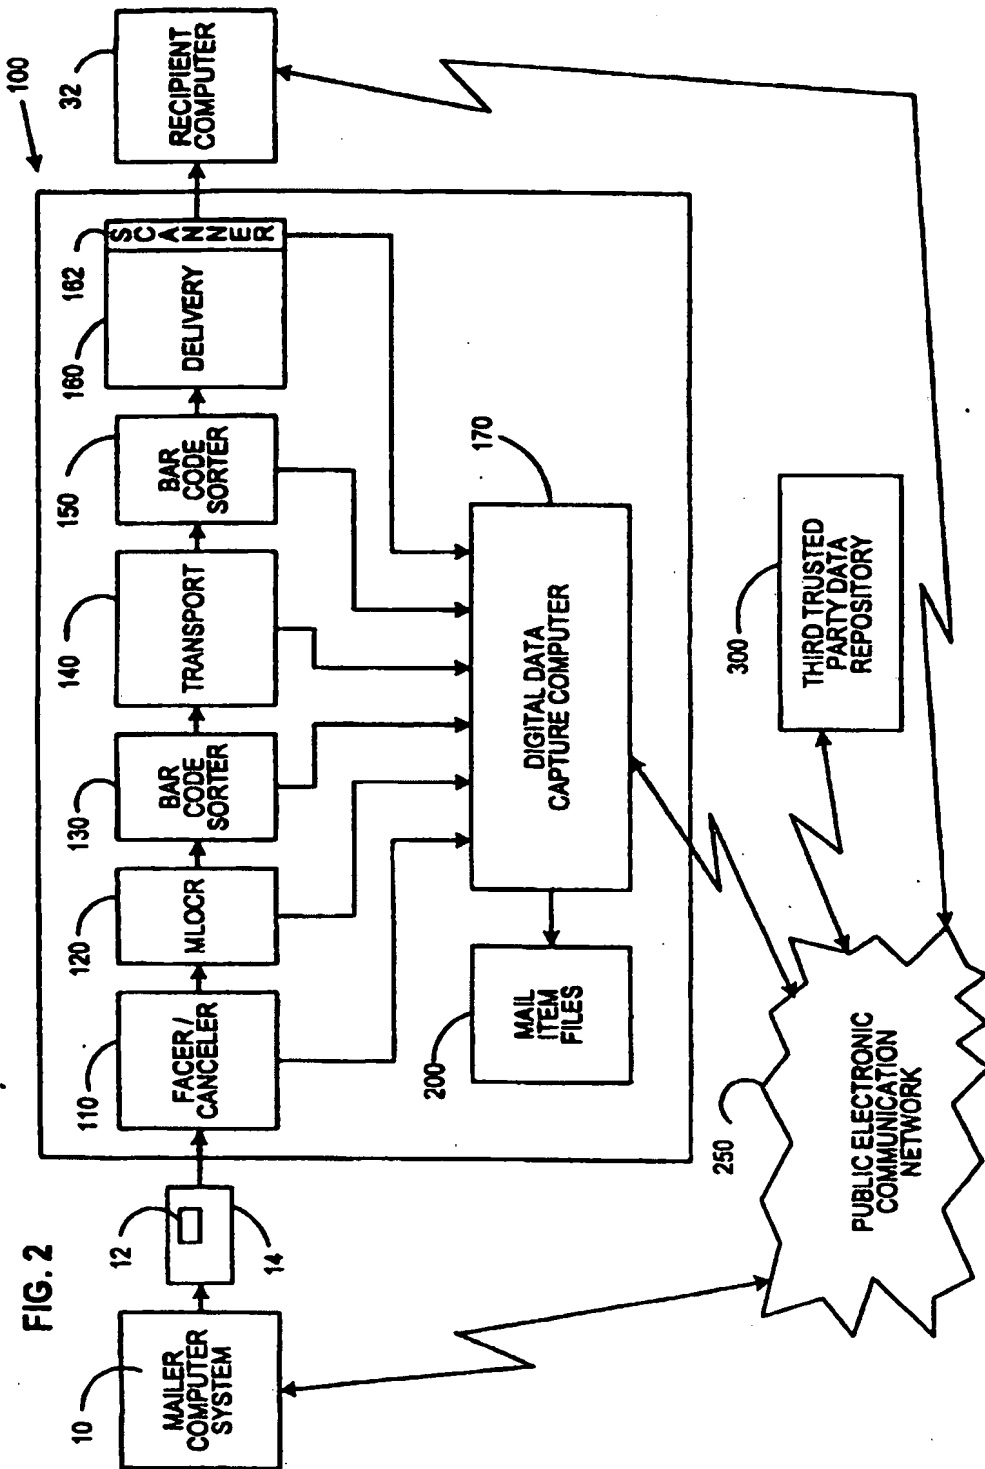 FIG. 2
100
10
MAILER
COMPUTER
SYSTEM
12
14
110
FACER/
CANCELER
120
MLOCR
130
BAR
CODE
SORTER
140
TRANSPORT
150
BAR
CODE
SORTER
160
DELIVERY
162
SCANNER
32
RECIPIENT
COMPUTER
170
DIGITAL DATA
CAPTURE COMPUTER
200
MAIL
ITEM
FILES
250
PUBLIC ELECTRONIC
COMMUNICATION
NETWORK
300
THIRD TRUSTED
PARTY DATA
REPOSITORY